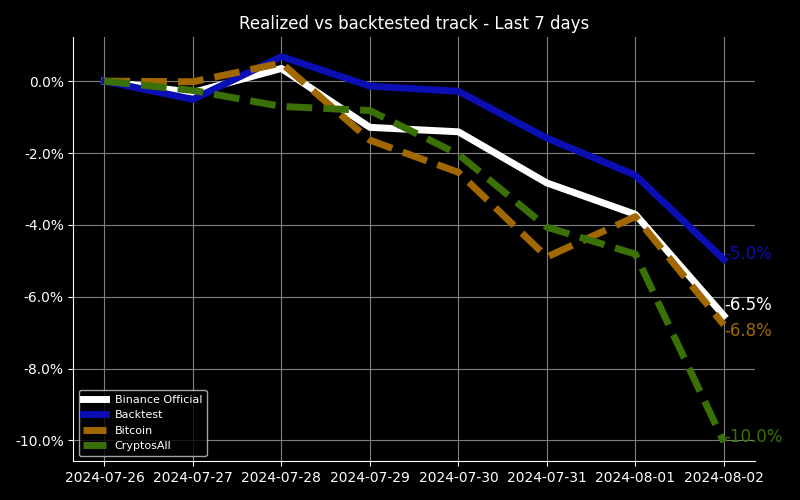 Realized vs backtested track - Last 7 days
0.0%
-2.0%
-4.0%
-6.0%
-8.0%
-10.0%
-5.0%
-6.5%
-6.8%
-10.0%
Binance Official
Backtest
Bitcoin
CryptosAll
2024-07-26 2024-07-27 2024-07-28 2024-07-29 2024-07-30 2024-07-31 2024-08-01 2024-08-02